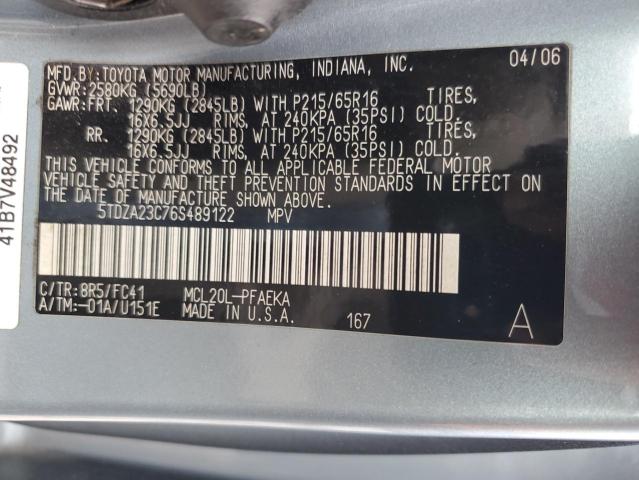 MFD.BY:TOYOTA MOTOR MANUFACTURING, INDIANA, INC. 04/06
GVWR:2580KG (5690LB)
GAWR:FRT. 1290KG (2845LB) WITH P215/65R16 TIRES,
16X6.5JJ RIMS, AT 240KPA (35PSI) COLD.
RR. 1290KG (2845LB) WITH P215/65R16 TIRES,
16X6.5JJ RIMS, AT 240KPA (35PSI) COLD.
THIS VEHICLE CONFORMS TO ALL APPLICABLE FEDERAL MOTOR
VEHICLE SAFETY AND THEFT PREVENTION STANDARDS IN EFFECT ON
THE DATE OF MANUFACTURE SHOWN ABOVE.
5TDZA23C76S489122 MPV
C/TR: 8R5/FC41 MCL20L-PFAEKA
A/TM:-01A/U151E MADE IN U.S.A. 167 A
41B7V48492